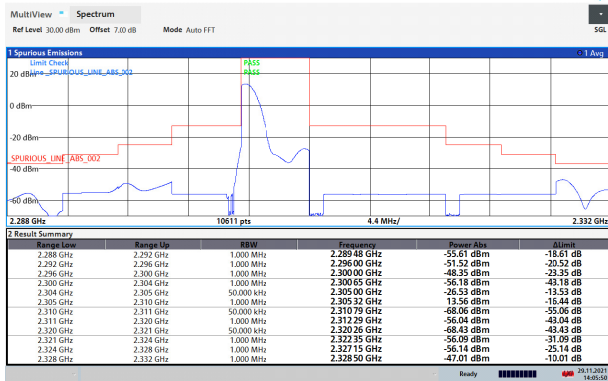 MultiView Spectrum
Ref Level 30.00 dBm Offset 7.00 dB Mode Auto FFT SGL
1 Spurious Emissions 1 Avg
Limit Check PASS
20 dBm Line _SPURIOUS_LINE_ABS_002 PASS
0 dBm
-20 dBm
_SPURIOUS_LINE_ABS_002
-40 dBm
-60 dBm
2.288 GHz 10611 pts 4.4 MHz/ 2.332 GHz
2 Result Summary
Range Low Range Up RBW Frequency Power Abs ΔLimit
2.288 GHz 2.292 GHz 1.000 MHz 2.28948 GHz -55.61 dBm -18.61 dB
2.292 GHz 2.296 GHz 1.000 MHz 2.29600 GHz -51.52 dBm -20.52 dB
2.296 GHz 2.300 GHz 1.000 MHz 2.30000 GHz -48.35 dBm -23.35 dB
2.300 GHz 2.304 GHz 1.000 MHz 2.30065 GHz -56.18 dBm -43.18 dB
2.304 GHz 2.305 GHz 50.000 kHz 2.30500 GHz -26.53 dBm -13.53 dB
2.305 GHz 2.310 GHz 1.000 MHz 2.30532 GHz 13.56 dBm -16.44 dB
2.310 GHz 2.311 GHz 50.000 kHz 2.31079 GHz -68.06 dBm -55.06 dB
2.311 GHz 2.320 GHz 1.000 MHz 2.31229 GHz -56.04 dBm -43.04 dB
2.320 GHz 2.321 GHz 50.000 kHz 2.32026 GHz -68.43 dBm -43.43 dB
2.321 GHz 2.324 GHz 1.000 MHz 2.32235 GHz -56.09 dBm -31.09 dB
2.324 GHz 2.328 GHz 1.000 MHz 2.32715 GHz -56.14 dBm -25.14 dB
2.328 GHz 2.332 GHz 1.000 MHz 2.32850 GHz -47.01 dBm -10.01 dB
Ready 29.11.2021
14:05:50